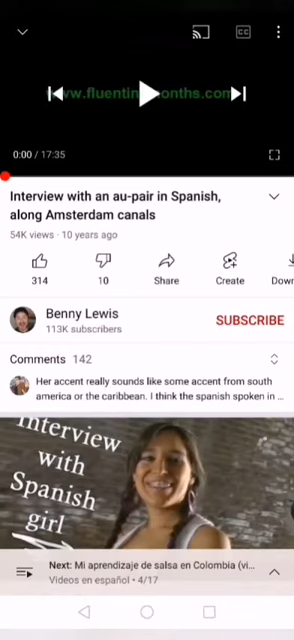 CC
ww.fluentinmonths.com
0:00 / 17:35
Interview with an au-pair in Spanish,
along Amsterdam canals
54K views · 10 years ago
314
10
Share
Create
Down
Benny Lewis
113K subscribers
SUBSCRIBE
Comments 142
Her accent really sounds like some accent from south
america or the caribbean. I think the spanish spoken in ...
Interview
with
Spanish
girl
Next: Mi aprendizaje de salsa en Colombia (vi...
Videos en español • 4/17